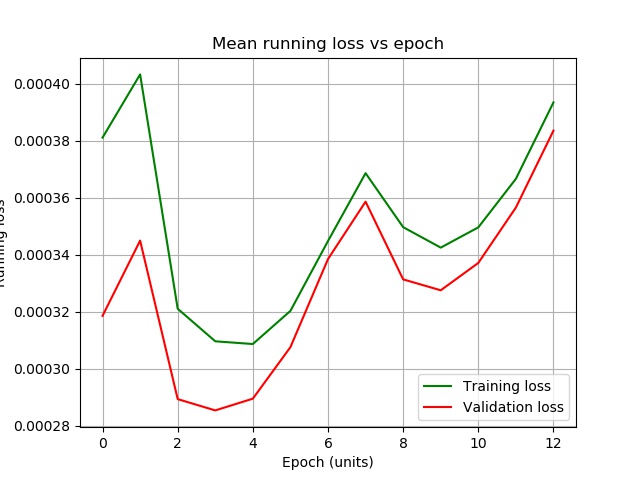 Mean running loss vs epoch
0.00040
0.00038
0.00036
0.00034
0.00032
0.00030
0.00028
Running loss
0 2 4 6 8 10 12
Epoch (units)
Training loss
Validation loss